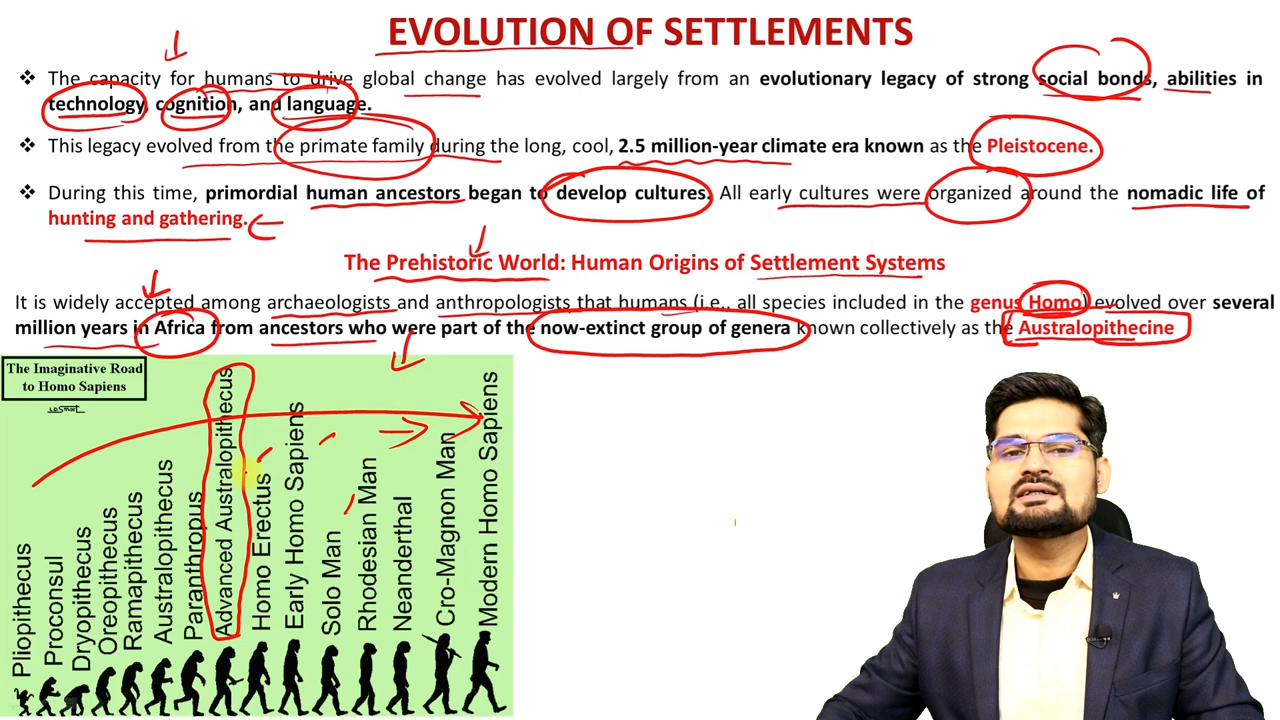 EVOLUTION OF SETTLEMENTS
❖ The capacity for humans to drive global change has evolved largely from an evolutionary legacy of strong social bonds, abilities in
technology, cognition, and language.
❖ This legacy evolved from the primate family during the long, cool, 2.5 million-year climate era known as the Pleistocene.
❖ During this time, primordial human ancestors began to develop cultures. All early cultures were organized around the nomadic life of
hunting and gathering.
The Prehistoric World: Human Origins of Settlement Systems
It is widely accepted among archaeologists and anthropologists that humans (i.e., all species included in the genus Homo) evolved over several
million years in Africa from ancestors who were part of the now-extinct group of genera known collectively as the Australopithecine
The Imaginative Road
to Homo Sapiens
Pliopithecus
Proconsul
Dryopithecus
Oreopithecus
Ramapithecus
Australopithecus
Paranthropus
Advanced Australopithecus
Homo Erectus
Early Homo Sapiens
Solo Man
Rhodesian Man
Neanderthal
Cro-Magnon Man
Modern Homo Sapiens